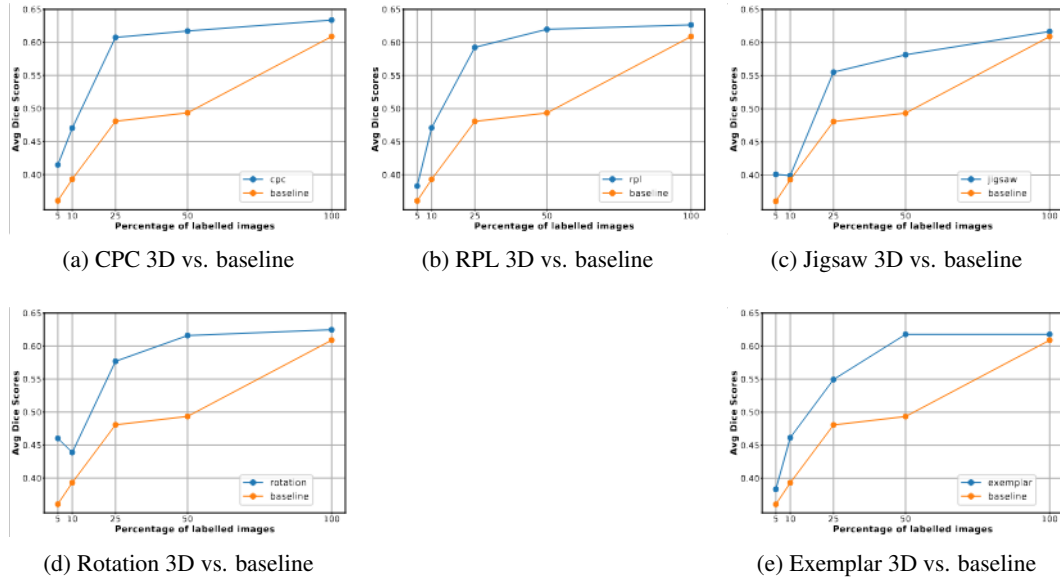 0.65
0.60
0.55
0.50
0.45
0.40
Avg Dice Scores
cpc
baseline
5 10 25 50 100
Percentage of labelled images
(a) CPC 3D vs. baseline
0.65
0.60
0.55
0.50
0.45
0.40
Avg Dice Scores
rpl
baseline
5 10 25 50 100
Percentage of labelled images
(b) RPL 3D vs. baseline
0.65
0.60
0.55
0.50
0.45
0.40
Avg Dice Scores
jigsaw
baseline
5 10 25 50 100
Percentage of labelled images
(c) Jigsaw 3D vs. baseline
0.65
0.60
0.55
0.50
0.45
0.40
Avg Dice Scores
rotation
baseline
5 10 25 50 100
Percentage of labelled images
(d) Rotation 3D vs. baseline
0.65
0.60
0.55
0.50
0.45
0.40
Avg Dice Scores
exemplar
baseline
5 10 25 50 100
Percentage of labelled images
(e) Exemplar 3D vs. baseline